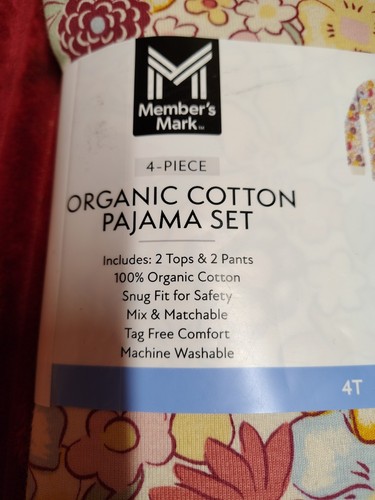 Member's
Mark™
4-PIECE
ORGANIC COTTON
PAJAMA SET
Includes: 2 Tops & 2 Pants
100% Organic Cotton
Snug Fit for Safety
Mix & Matchable
Tag Free Comfort
Machine Washable
4T